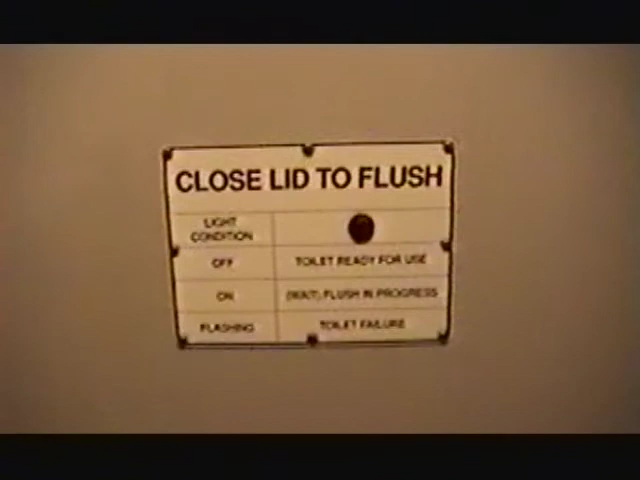 CLOSE LID TO FLUSH
LIGHT
CONDITION
OFF TOILET READY FOR USE
ON (WAIT) FLUSH IN PROGRESS
FLASHING TOILET FAILURE